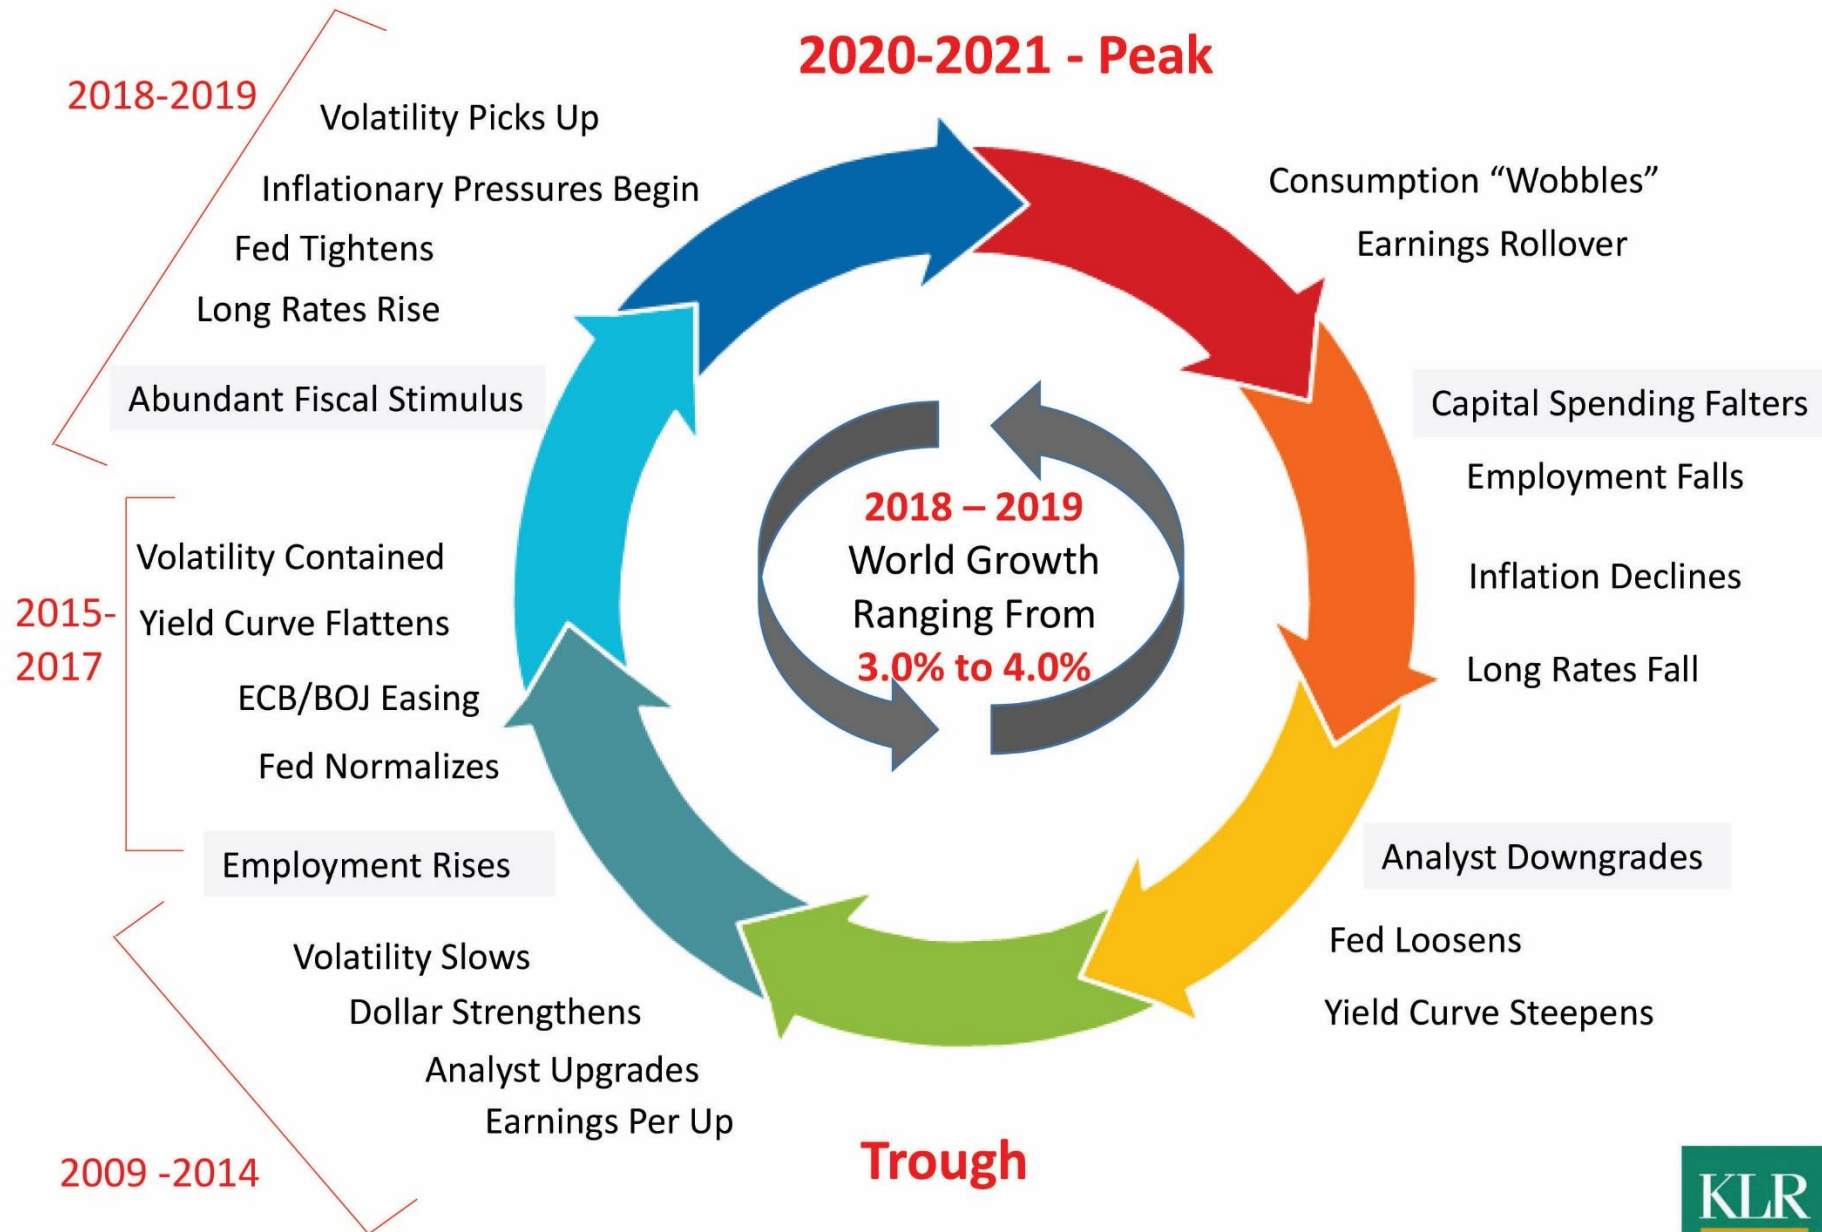 2020-2021 - Peak
2018-2019
Volatility Picks Up
Inflationary Pressures Begin
Fed Tightens
Long Rates Rise
Abundant Fiscal Stimulus
Consumption “Wobbles”
Earnings Rollover
Capital Spending Falters
Employment Falls
Inflation Declines
Long Rates Fall
2018 – 2019
World Growth
Ranging From
3.0% to 4.0%
2015-
2017
Volatility Contained
Yield Curve Flattens
ECB/BOJ Easing
Fed Normalizes
Employment Rises
Analyst Downgrades
Fed Loosens
Yield Curve Steepens
Volatility Slows
Dollar Strengthens
Analyst Upgrades
Earnings Per Up
2009 -2014
Trough
KLR